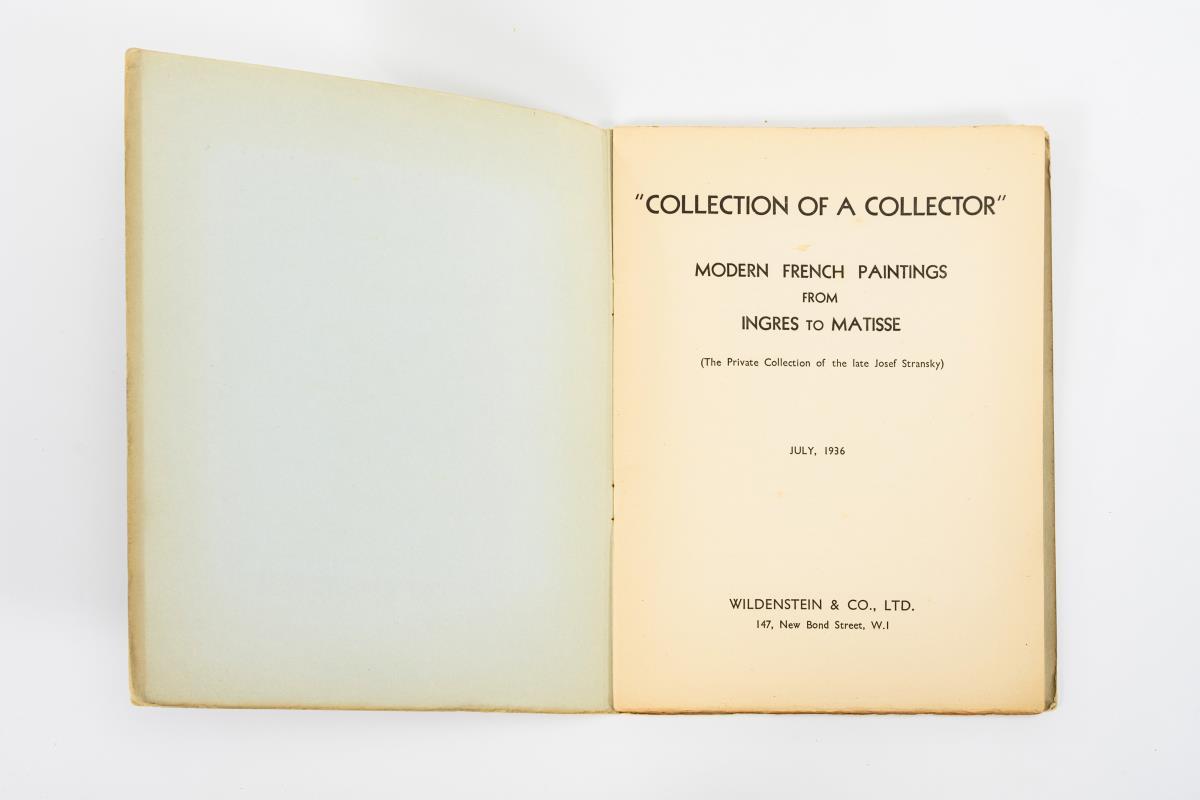 "COLLECTION OF A COLLECTOR"
MODERN FRENCH PAINTINGS
FROM
INGRES TO MATISSE
(The Private Collection of the late Josef Stransky)
JULY, 1936
WILDENSTEIN & CO., LTD.
147, New Bond Street, W.1